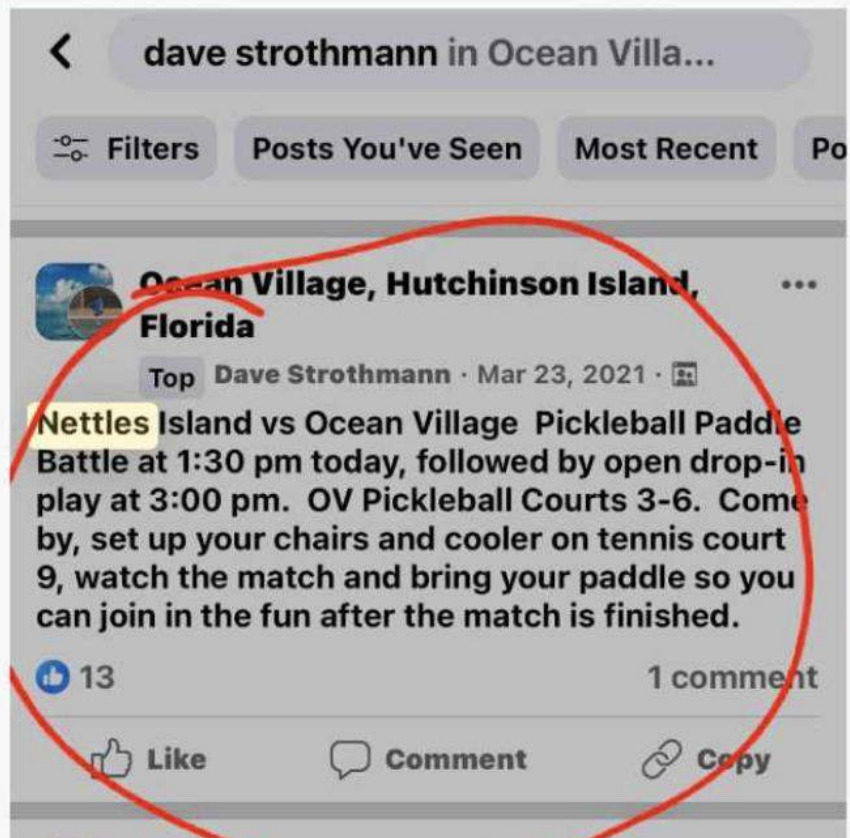 dave strothmann in Ocean Villa...
Filters Posts You've Seen Most Recent Po
Ocean Village, Hutchinson Island,
Florida
Top Dave Strothmann · Mar 23, 2021 ·
Nettles Island vs Ocean Village Pickleball Paddle
Battle at 1:30 pm today, followed by open drop-in
play at 3:00 pm. OV Pickleball Courts 3-6. Come
by, set up your chairs and cooler on tennis court
9, watch the match and bring your paddle so you
can join in the fun after the match is finished.
13 1 comment
Like Comment Copy